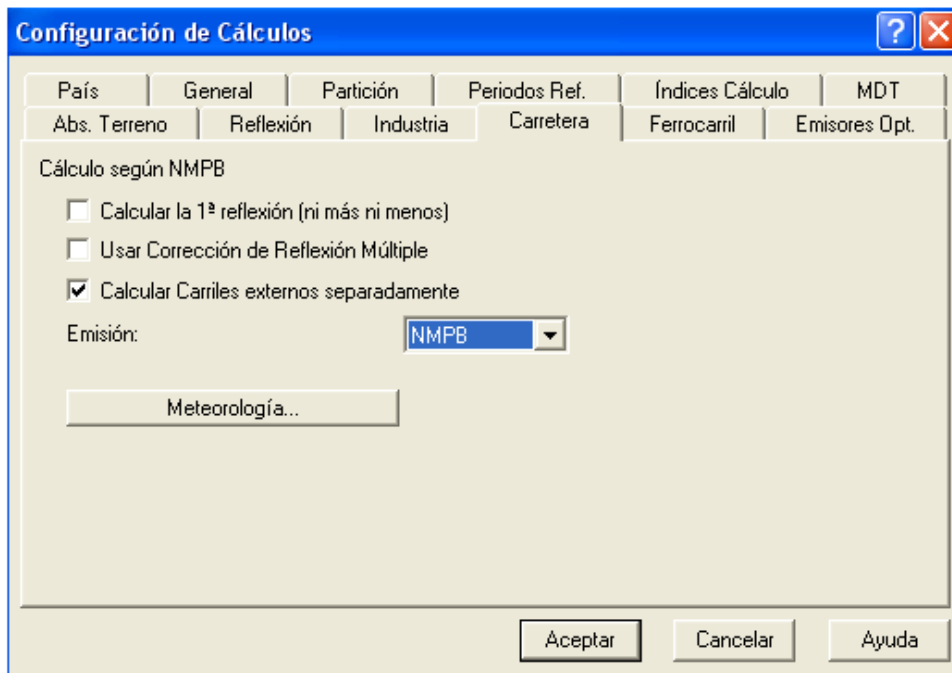 Configuración de Cálculos
País General Partición Periodos Ref. Índices Cálculo MDT
Abs. Terreno Reflexión Industria Carretera Ferrocarril Emisores Opt.
Cálculo según NMPB
Calcular la 1ª reflexión (ni más ni menos)
Usar Corrección de Reflexión Múltiple
Calcular Carriles externos separadamente
Emisión: NMPB
Meteorología...
Aceptar Cancelar Ayuda